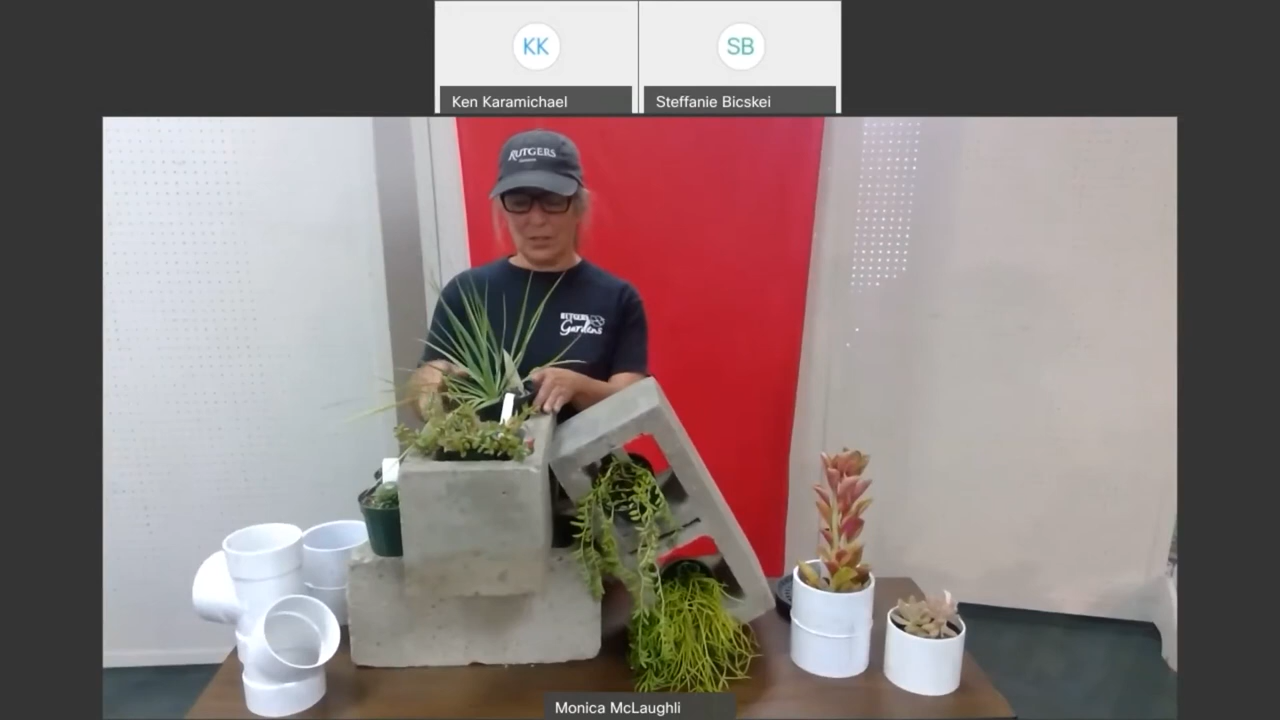 KK
SB
Ken Karamichael
Steffanie Bicskei
RUTGERS
RUTGERS
Gardens
Monica McLaughli